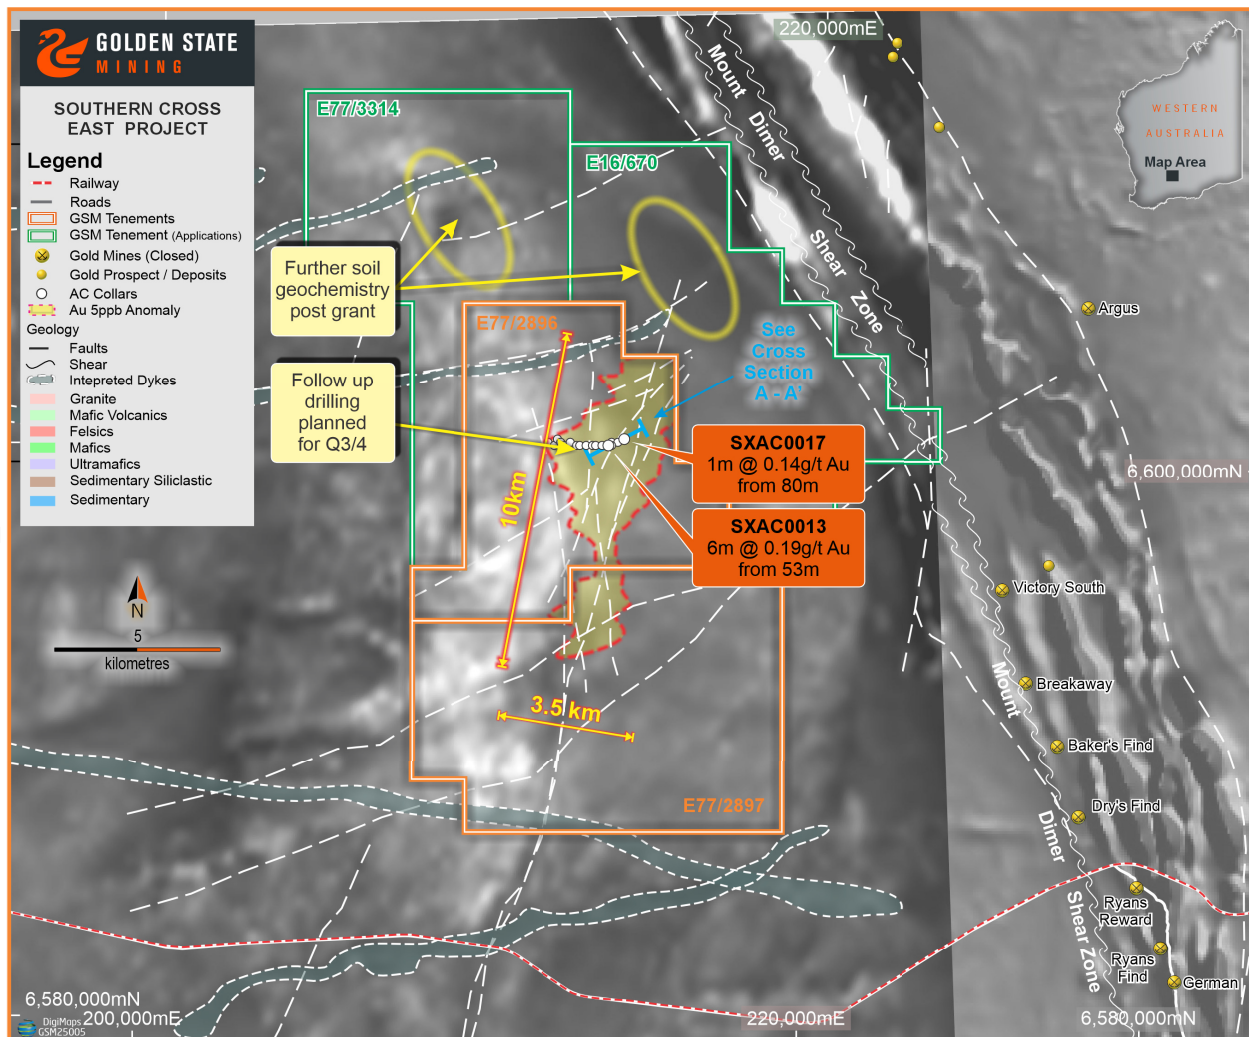 GOLDEN STATE
MINING
SOUTHERN CROSS
EAST PROJECT
Legend
Railway
Roads
GSM Tenements
GSM Tenement (Applications)
Gold Mines (Closed)
Gold Prospect / Deposits
AC Collars
Au 5ppb Anomaly
Geology
Faults
Shear
Intepreted Dykes
Granite
Mafic Volcanics
Felsics
Mafics
Ultramafics
Sedimentary Siliclastic
Sedimentary
N
5
kilometres
220,000mE
WESTERN
AUSTRALIA
Map Area
E77/3314
E16/670
Mount Dimer Shear Zone
Further soil
geochemistry
post grant
E77/2896
See
Cross
Section
A - A'
Argus
Follow up
drilling
planned
for Q3/4
10km
SXAC0017
1m @ 0.14g/t Au
from 80m
6,600,000mN
SXAC0013
6m @ 0.19g/t Au
from 53m
Victory South
Breakaway
3.5 km
Baker's Find
E77/2897
Dry's Find
Mount Dimer Shear Zone
Ryans
Reward
Ryans
Find
German
6,580,000mN
200,000mE
220,000mE
6,580,000mN
DigiMaps
GSM25005